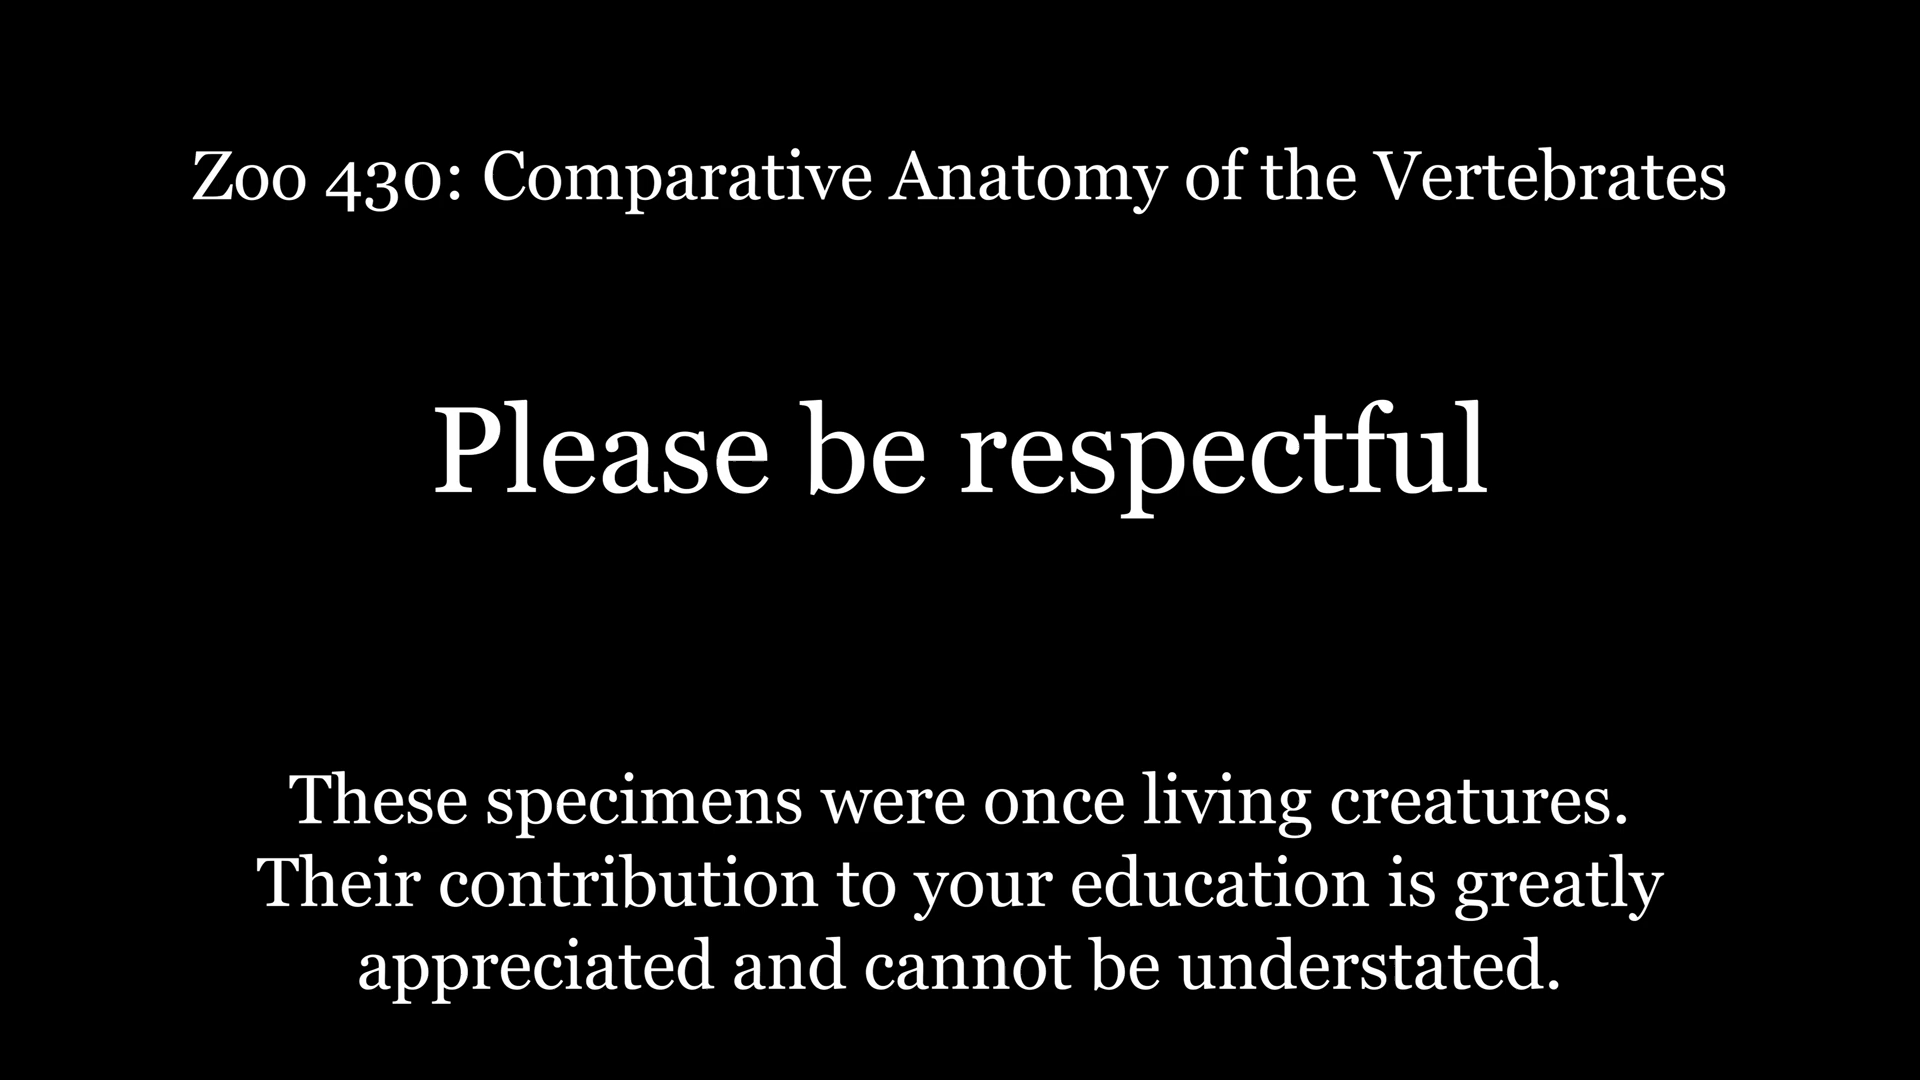 Zoo 430: Comparative Anatomy of the Vertebrates
Please be respectful
These specimens were once living creatures.
Their contribution to your education is greatly
appreciated and cannot be understated.